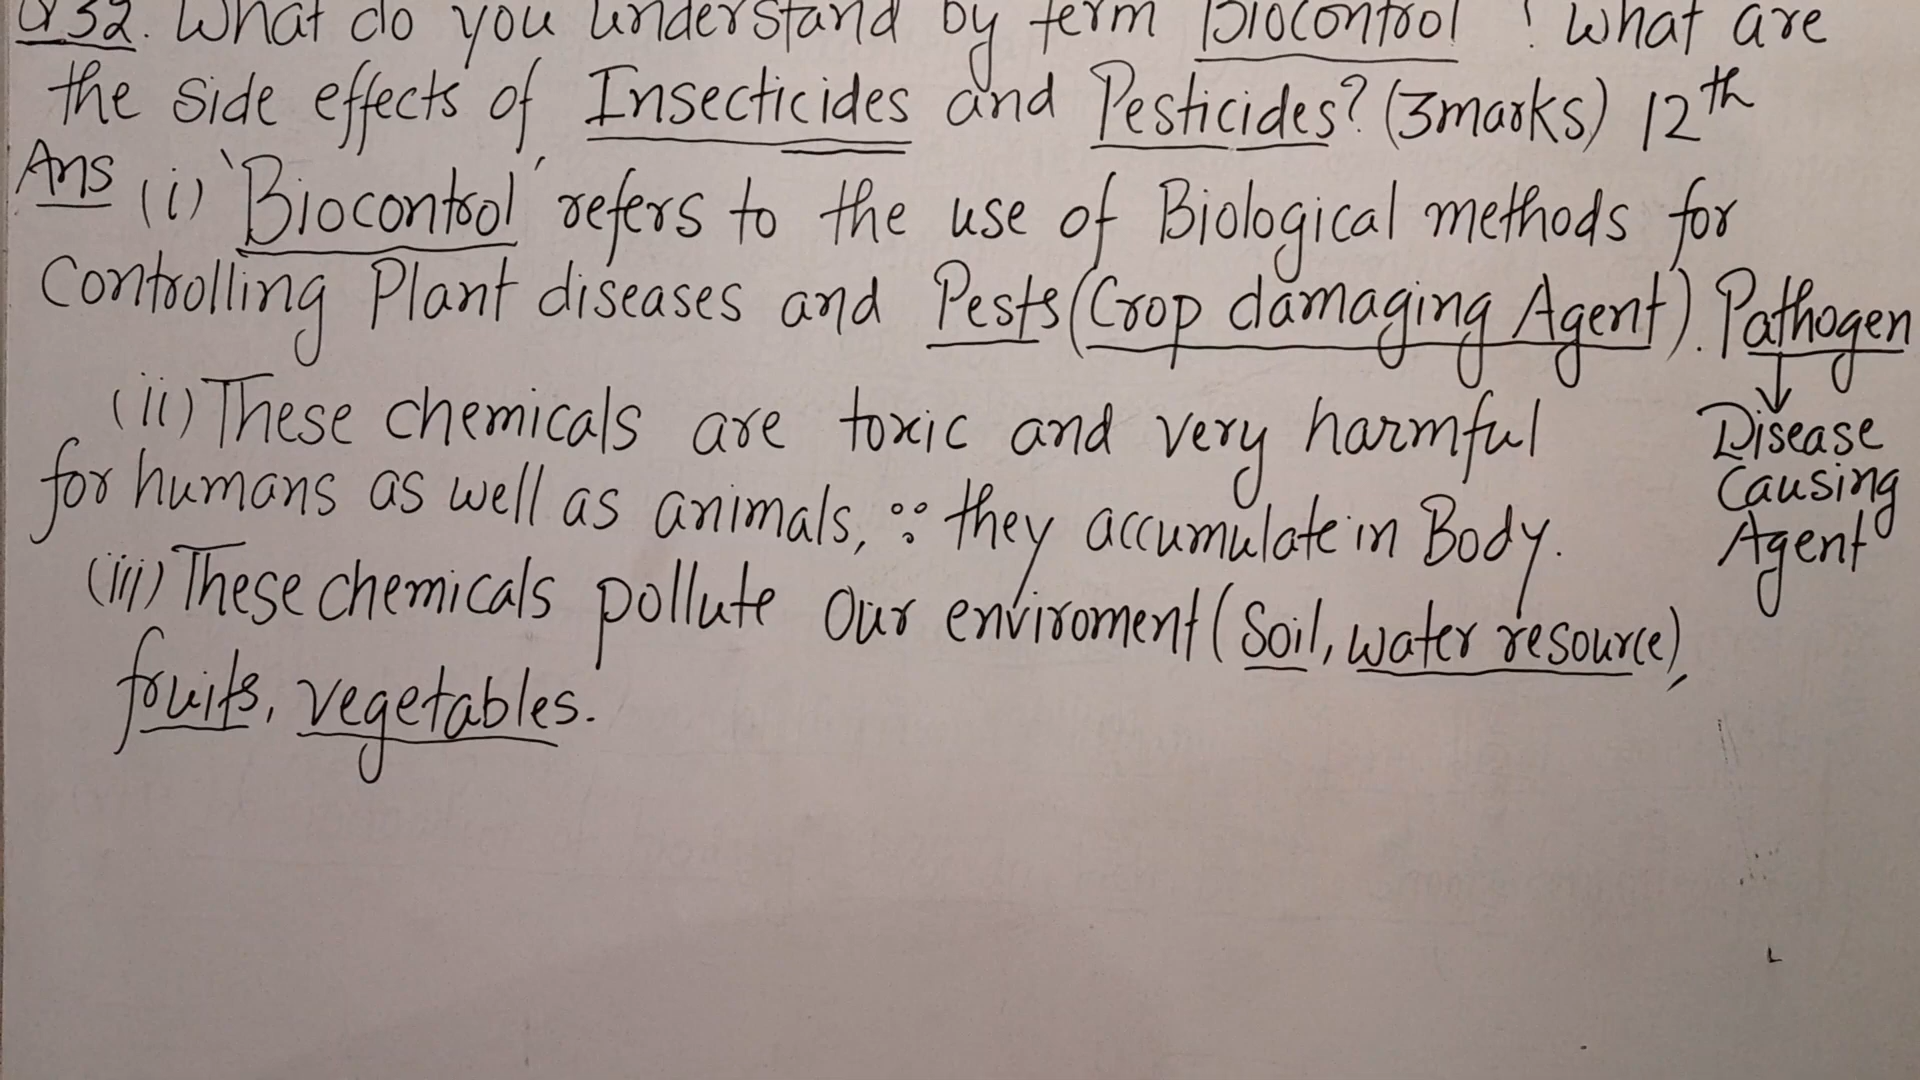 Q32. What do you understand by term Biocontrol ? What are
the side effects of Insecticides and Pesticides? (3marks) 12th
Ans (i) 'Biocontrol' refers to the use of Biological methods for
Controlling Plant diseases and Pests (Crop damaging Agent). Pathogen
↓
(ii) These chemicals are toxic and very harmful
Disease
for humans as well as animals, ∵ they accumulate in Body.
Causing
Agent
(iii) These chemicals pollute Our enviroment (Soil, water resource),
fruits, vegetables.